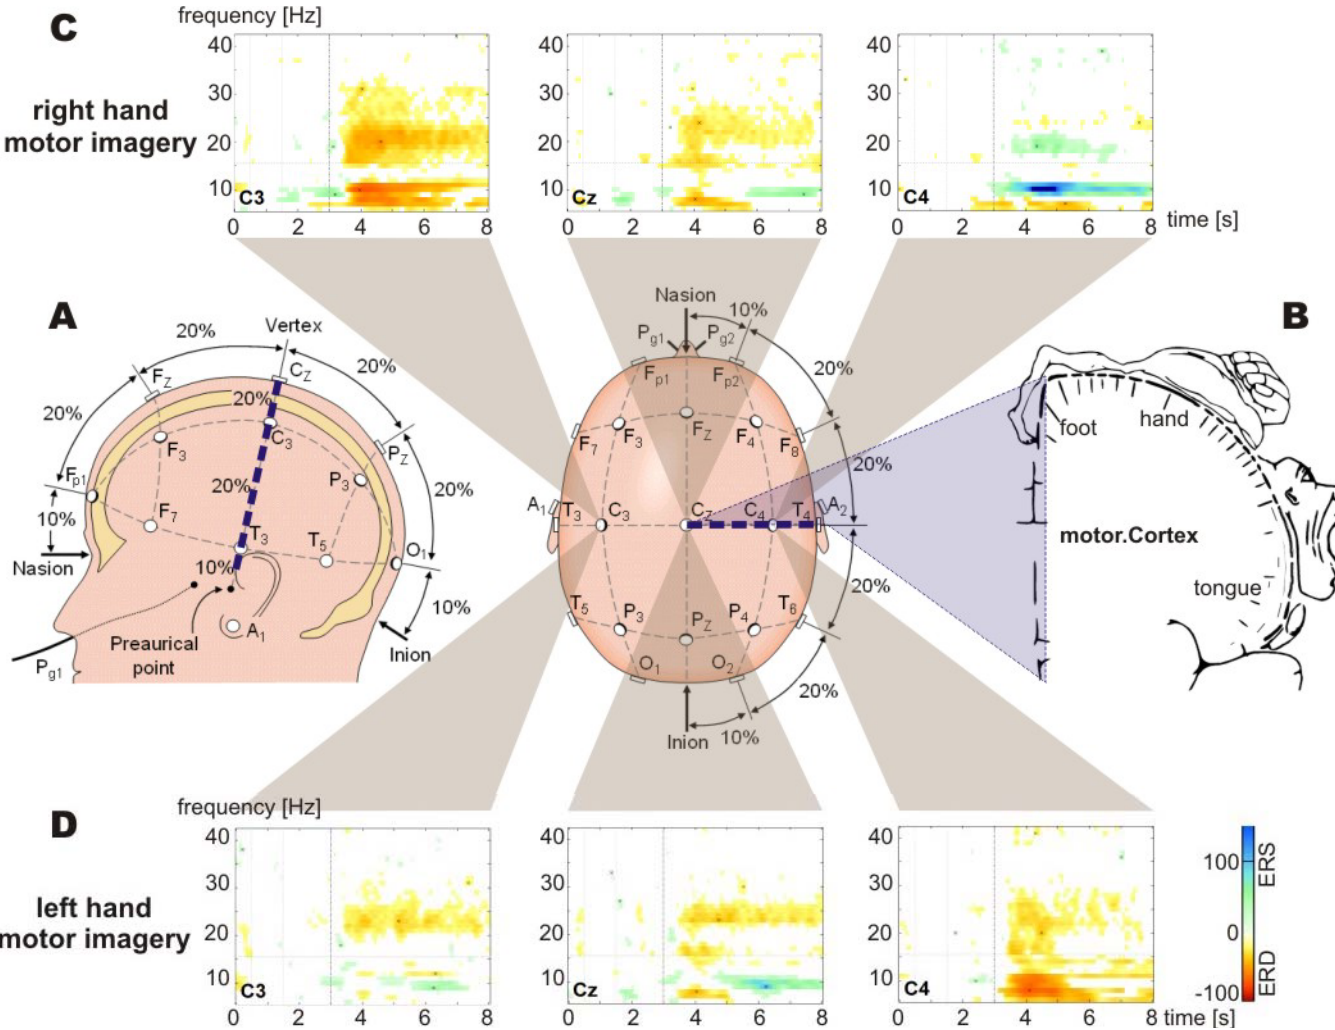 C
frequency [Hz]
right hand
motor imagery
40
30
20
10
C3
0 2 4 6 8
40
30
20
10
Cz
0 2 4 6 8
40
30
20
10
C4
0 2 4 6 8
time [s]
A
Vertex
20%
20%
CZ
FZ
20%
20%
C3
F3
PZ
P3
20%
20%
Fp1
F7
10%
T3
T5
O1
10%
Nasion
10%
Preaurical
point
A1
Inion
Pg1
Nasion
10%
Pg1
Pg2
Fp1
Fp2
20%
F7
F3
FZ
F4
F8
20%
A1
T3
C3
CZ
C4
T4
A2
20%
T5
P3
PZ
P4
T6
O1
O2
20%
Inion
10%
B
foot
hand
motor.Cortex
tongue
D
frequency [Hz]
left hand
motor imagery
40
30
20
10
C3
0 2 4 6 8
40
30
20
10
Cz
0 2 4 6 8
40
30
20
10
C4
0 2 4 6 8
time [s]
100
0
-100
ERS
ERD